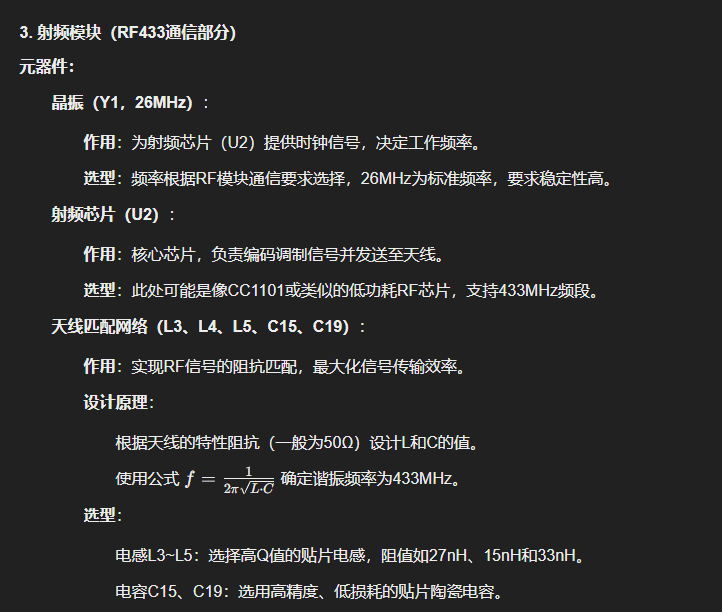 3. 射频模块（RF433通信部分）
元器件：
晶振（Y1，26MHz）：
作用：为射频芯片（U2）提供时钟信号，决定工作频率。
选型：频率根据RF模块通信要求选择，26MHz为标准频率，要求稳定性高。
射频芯片（U2）：
作用：核心芯片，负责编码调制信号并发送至天线。
选型：此处可能是像CC1101或类似的低功耗RF芯片，支持433MHz频段。
天线匹配网络（L3、L4、L5、C15、C19）：
作用：实现RF信号的阻抗匹配，最大化信号传输效率。
设计原理：
根据天线的特性阻抗（一般为50Ω）设计L和C的值。
使用公式 f = 1/(2π√(L·C)) 确定谐振频率为433MHz。
选型：
电感L3~L5：选择高Q值的贴片电感，阻值如27nH、15nH和33nH。
电容C15、C19：选用高精度、低损耗的贴片陶瓷电容。